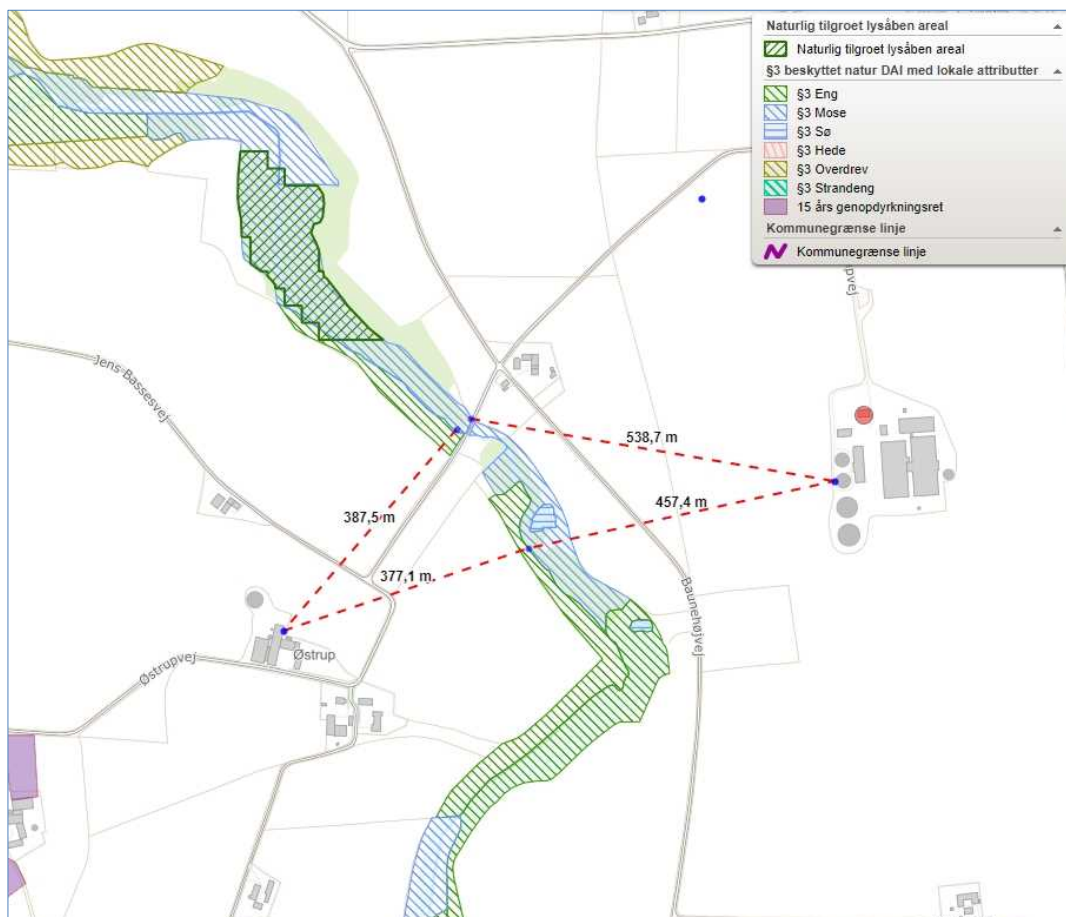 Naturlig tilgroet lysåben areal
Naturlig tilgroet lysåben areal
§3 beskyttet natur DAI med lokale attributter
§3 Eng
§3 Mose
§3 Sø
§3 Hede
§3 Overdrev
§3 Strandeng
15 års genopdyrkningsret
Kommunegrænse linje
Kommunegrænse linje
pvej
Jens-Bassesvej
538,7 m
457,4 m
387,5 m
377,1 m
Baunehøjvej
Østrup
Østrupvej